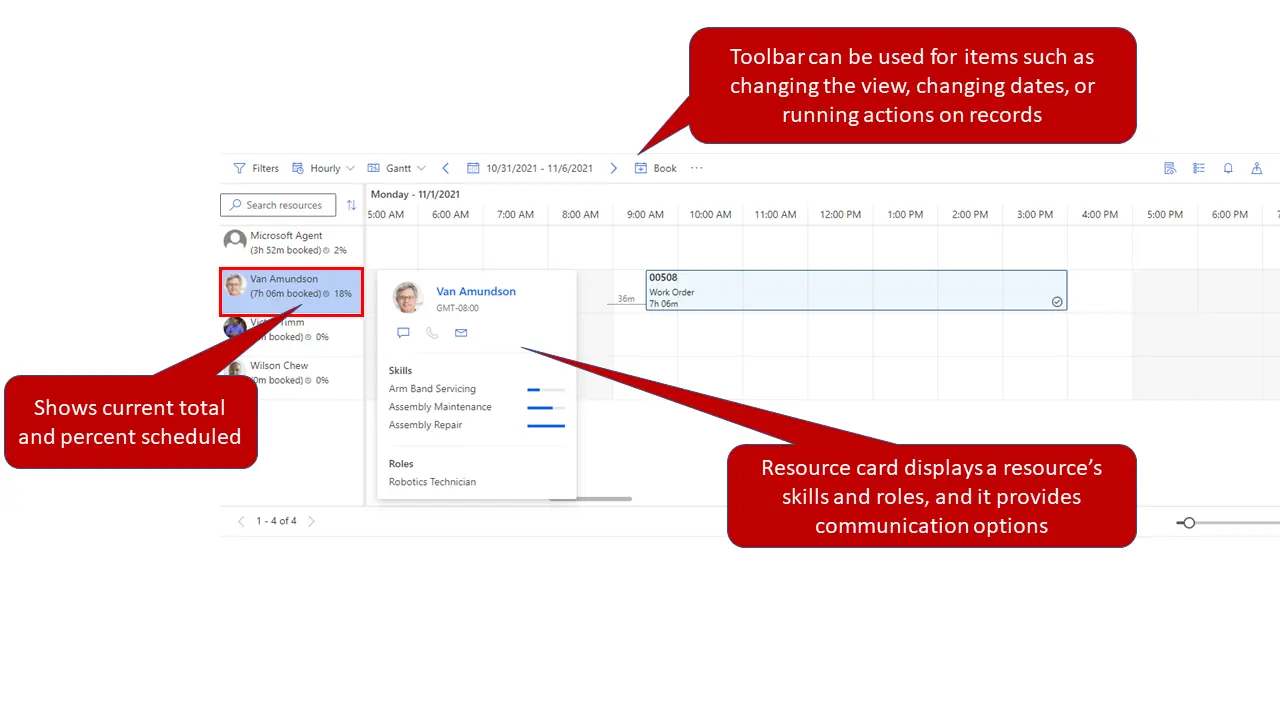 Toolbar can be used for items such as
changing the view, changing dates, or
running actions on records
Filters Hourly Gantt 10/31/2021 - 11/6/2021 Book ...
Search resources
Monday - 11/1/2021
5:00 AM 6:00 AM 7:00 AM 8:00 AM 9:00 AM 10:00 AM 11:00 AM 12:00 PM 1:00 PM 2:00 PM 3:00 PM 4:00 PM 5:00 PM 6:00 PM
Microsoft Agent
(3h 52m booked) 2%
Van Amundson
(7h 06m booked) 18%
booked) 0%
Wilson Chew
(0m booked) 0%
Van Amundson
GMT-08:00
Skills
Arm Band Servicing
Assembly Maintenance
Assembly Repair
Roles
Robotics Technician
36m
00508
Work Order
7h 06m
Shows current total
and percent scheduled
Resource card displays a resource's
skills and roles, and it provides
communication options
1 - 4 of 4